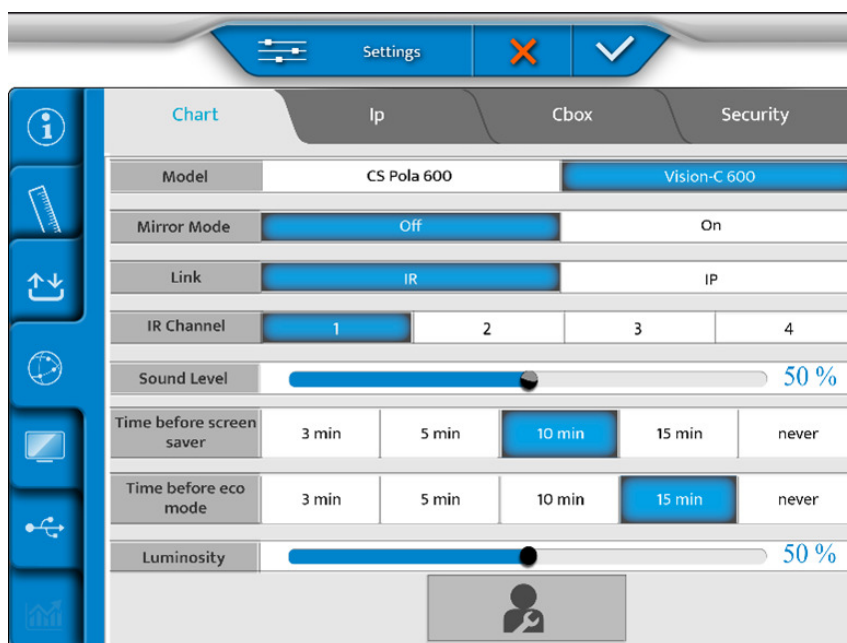 Settings
Chart Ip Cbox Security
Model CS Pola 600 Vision-C 600
Mirror Mode Off On
Link IR IP
IR Channel 1 2 3 4
Sound Level 50 %
Time before screen
saver 3 min 5 min 10 min 15 min never
Time before eco
mode 3 min 5 min 10 min 15 min never
Luminosity 50 %